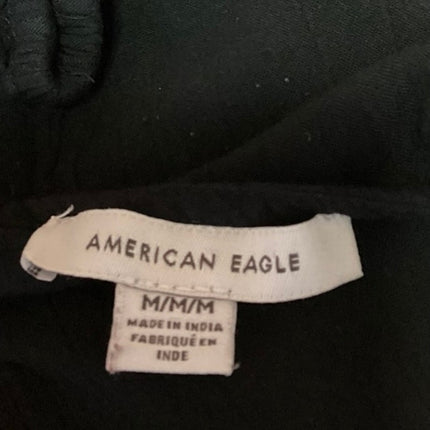 AMERICAN EAGLE
M/M/M
MADE IN INDIA
FABRIQUÉ EN
INDE